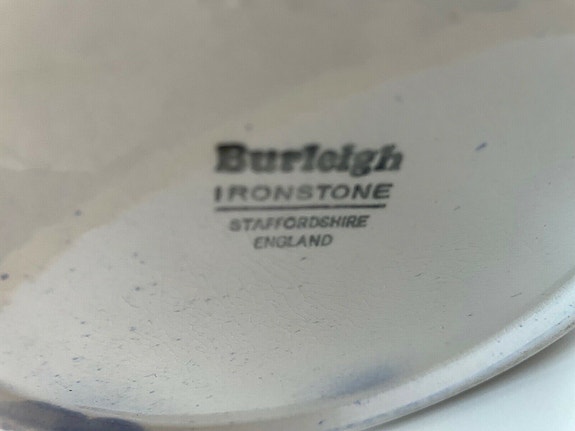 Burleigh
IRONSTONE
STAFFORDSHIRE
ENGLAND